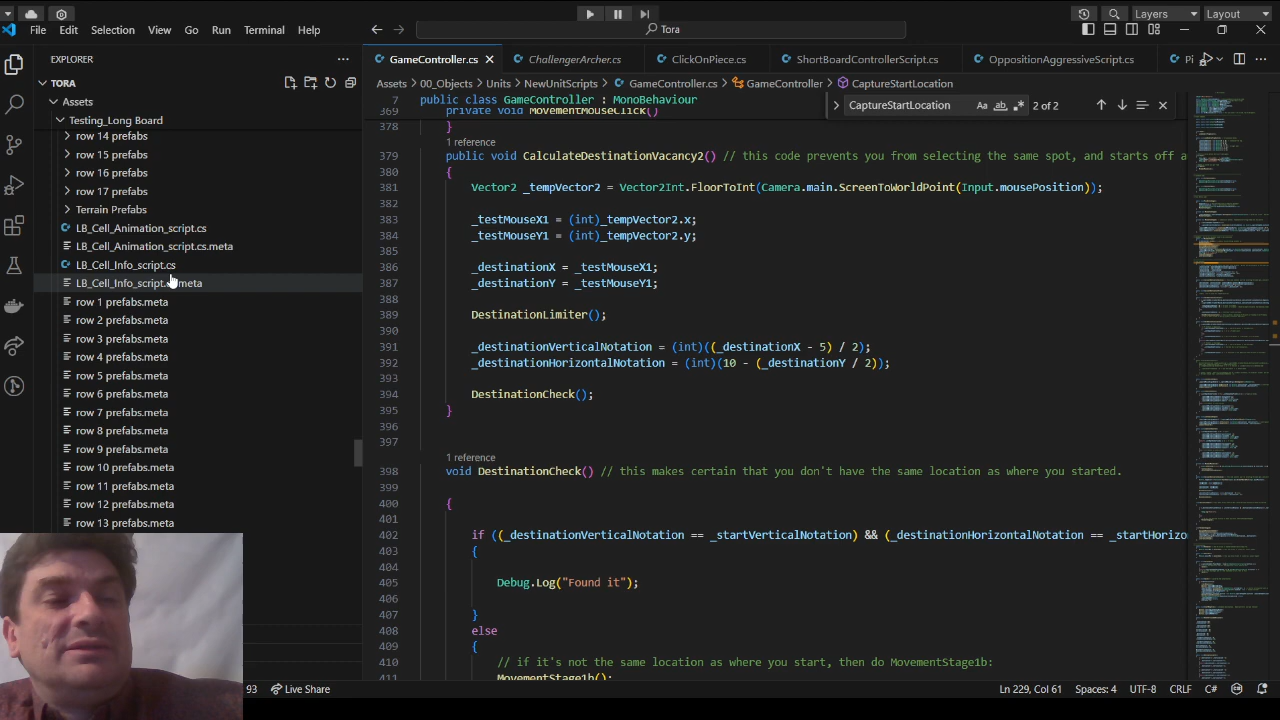 Layers Layout
File Edit Selection View Go Run Terminal Help Tora
EXPLORER
TORA
Assets
Testing_Long Board
row 14 prefabs
row 15 prefabs
row 16 prefabs
row 17 prefabs
Terrain Prefabs
LB_Cell_Animation_script.cs
LB_Cell_Animation_script.cs.meta
LB_Cell_Info_script.cs
LB_Cell_Info_script. meta
row 1 prefabs.meta
row 2 prefabs.meta
row 3 prefabs.meta
row 4 prefabs.meta
row 5 prefabs.meta
row 6 prefabs.meta
row 7 prefabs.meta
row 8 prefabs.meta
row 9 prefabs.meta
row 10 prefabs.meta
row 11 prefabs.meta
row 12 prefabs.meta
row 13 prefabs.meta
GameController.cs ChallengerArcher.cs ClickOnPiece.cs ShortBoardControllerScript.cs OppositionAggressiveScript.cs Pi
Assets > 00_Objects > Units > NewUnitScripts > GameController.cs > GameController > CaptureStartLocation
CaptureStartLocation Aa ab 2 of 2
7 public class GameController : MonoBehaviour
369 private void MovementMouseClick()
378 }
1 reference
379 public void CalculateDestinationVacancy2() // this one prevents you from selecting the same spot, and starts off a
380 {
381 Vector2 _tempVector2 = Vector2Int.FloorToInt(Camera.main.ScreenToWorldPoint(Input.mousePosition));
382
383 _testMouseX1 = (int)_tempVector2.x;
384 _testMouseY1 = (int)_tempVector2.y;
385
386 _destinationX = _testMouseX1;
387 _destinationY = _testMouseY1;
388
389 DestinationLimiter();
390
391 _destinationVerticalNotation = (int)((_destinationX - 5) / 2);
392 _destinationHorizontalNotation = (int)(10 - (_destinationY / 2));
393
394 DestinationCheck();
395 }
396
397
1 reference
398 void DestinationCheck() // this makes certain that you don't have the same location as where you started.
399
400 {
401
402 if ((_destinationVerticalNotation == _startVerticalNotation) && (_destinationHorizontalNotation == _startHorizo
403 {
404
405 Debug.Log("Found it");
406
407 }
408 else
409 {
410 // If it's not the same location as where you start, then do MovementStage1b:
411 MovementStage1b();
93 Live Share Ln 229, Col 61 Spaces: 4 UTF-8 CRLF C#